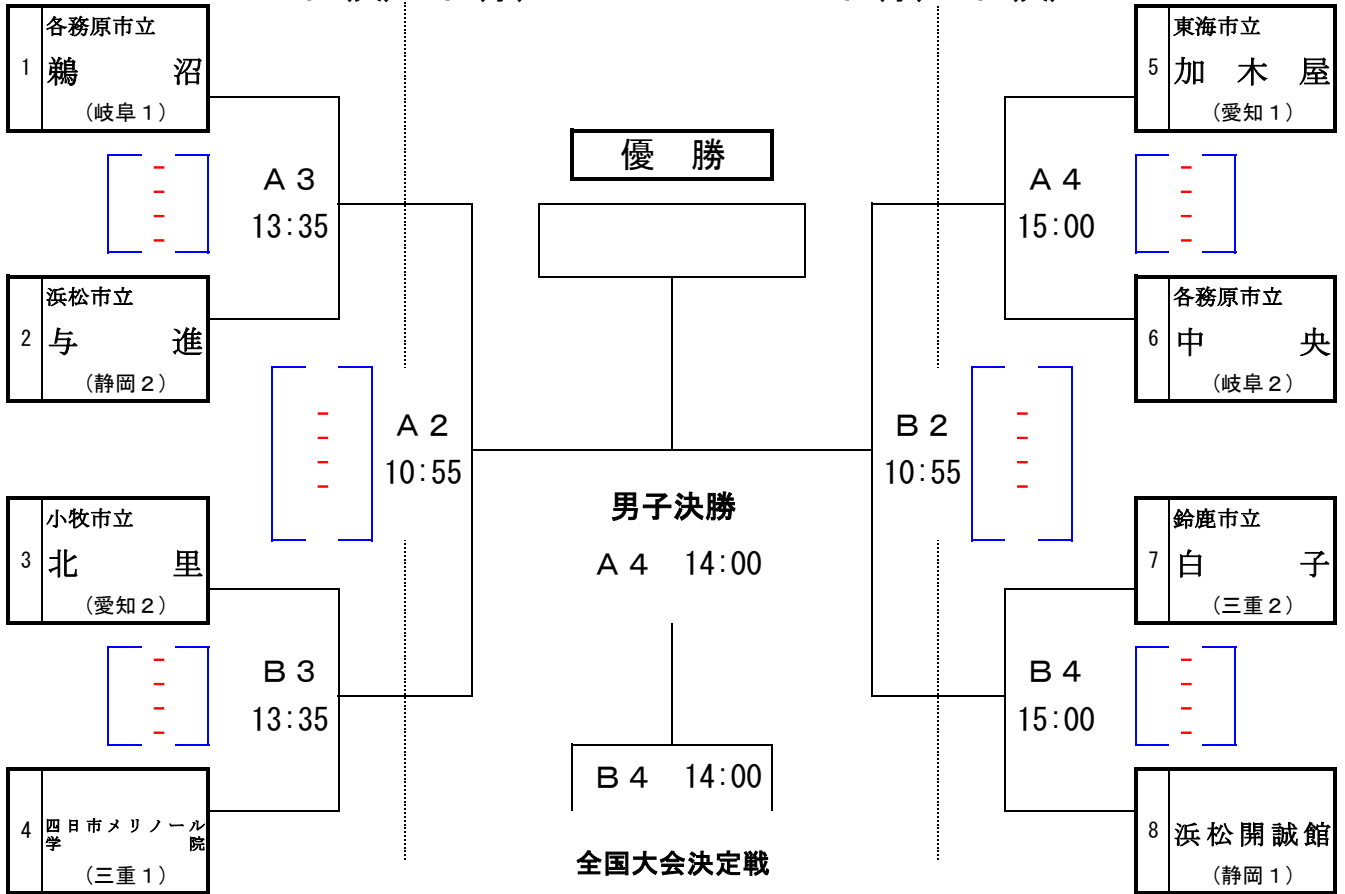 各務原市立
1 鵜沼
(岐阜1)
A3
13:35
浜松市立
2 与進
(静岡2)
A2
10:55
小牧市立
3 北里
(愛知2)
B3
13:35
4 四日市メリノール
学院
(三重1)
優 勝
男子決勝
A4 14:00
B4 14:00
全国大会決定戦
東海市立
5 加木屋
(愛知1)
A4
15:00
各務原市立
6 中央
(岐阜2)
B2
10:55
鈴鹿市立
7 白子
(三重2)
B4
15:00
8 浜松開誠館
(静岡1)